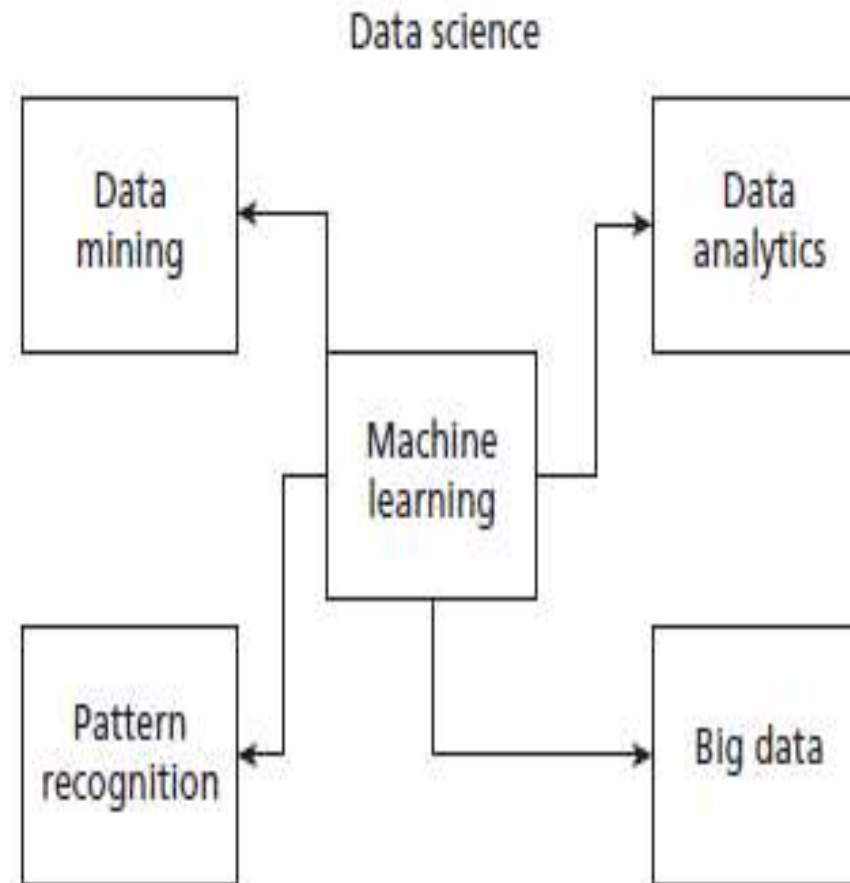 Data science
Data
mining
Data
analytics
Machine
learning
Pattern
recognition
Big data